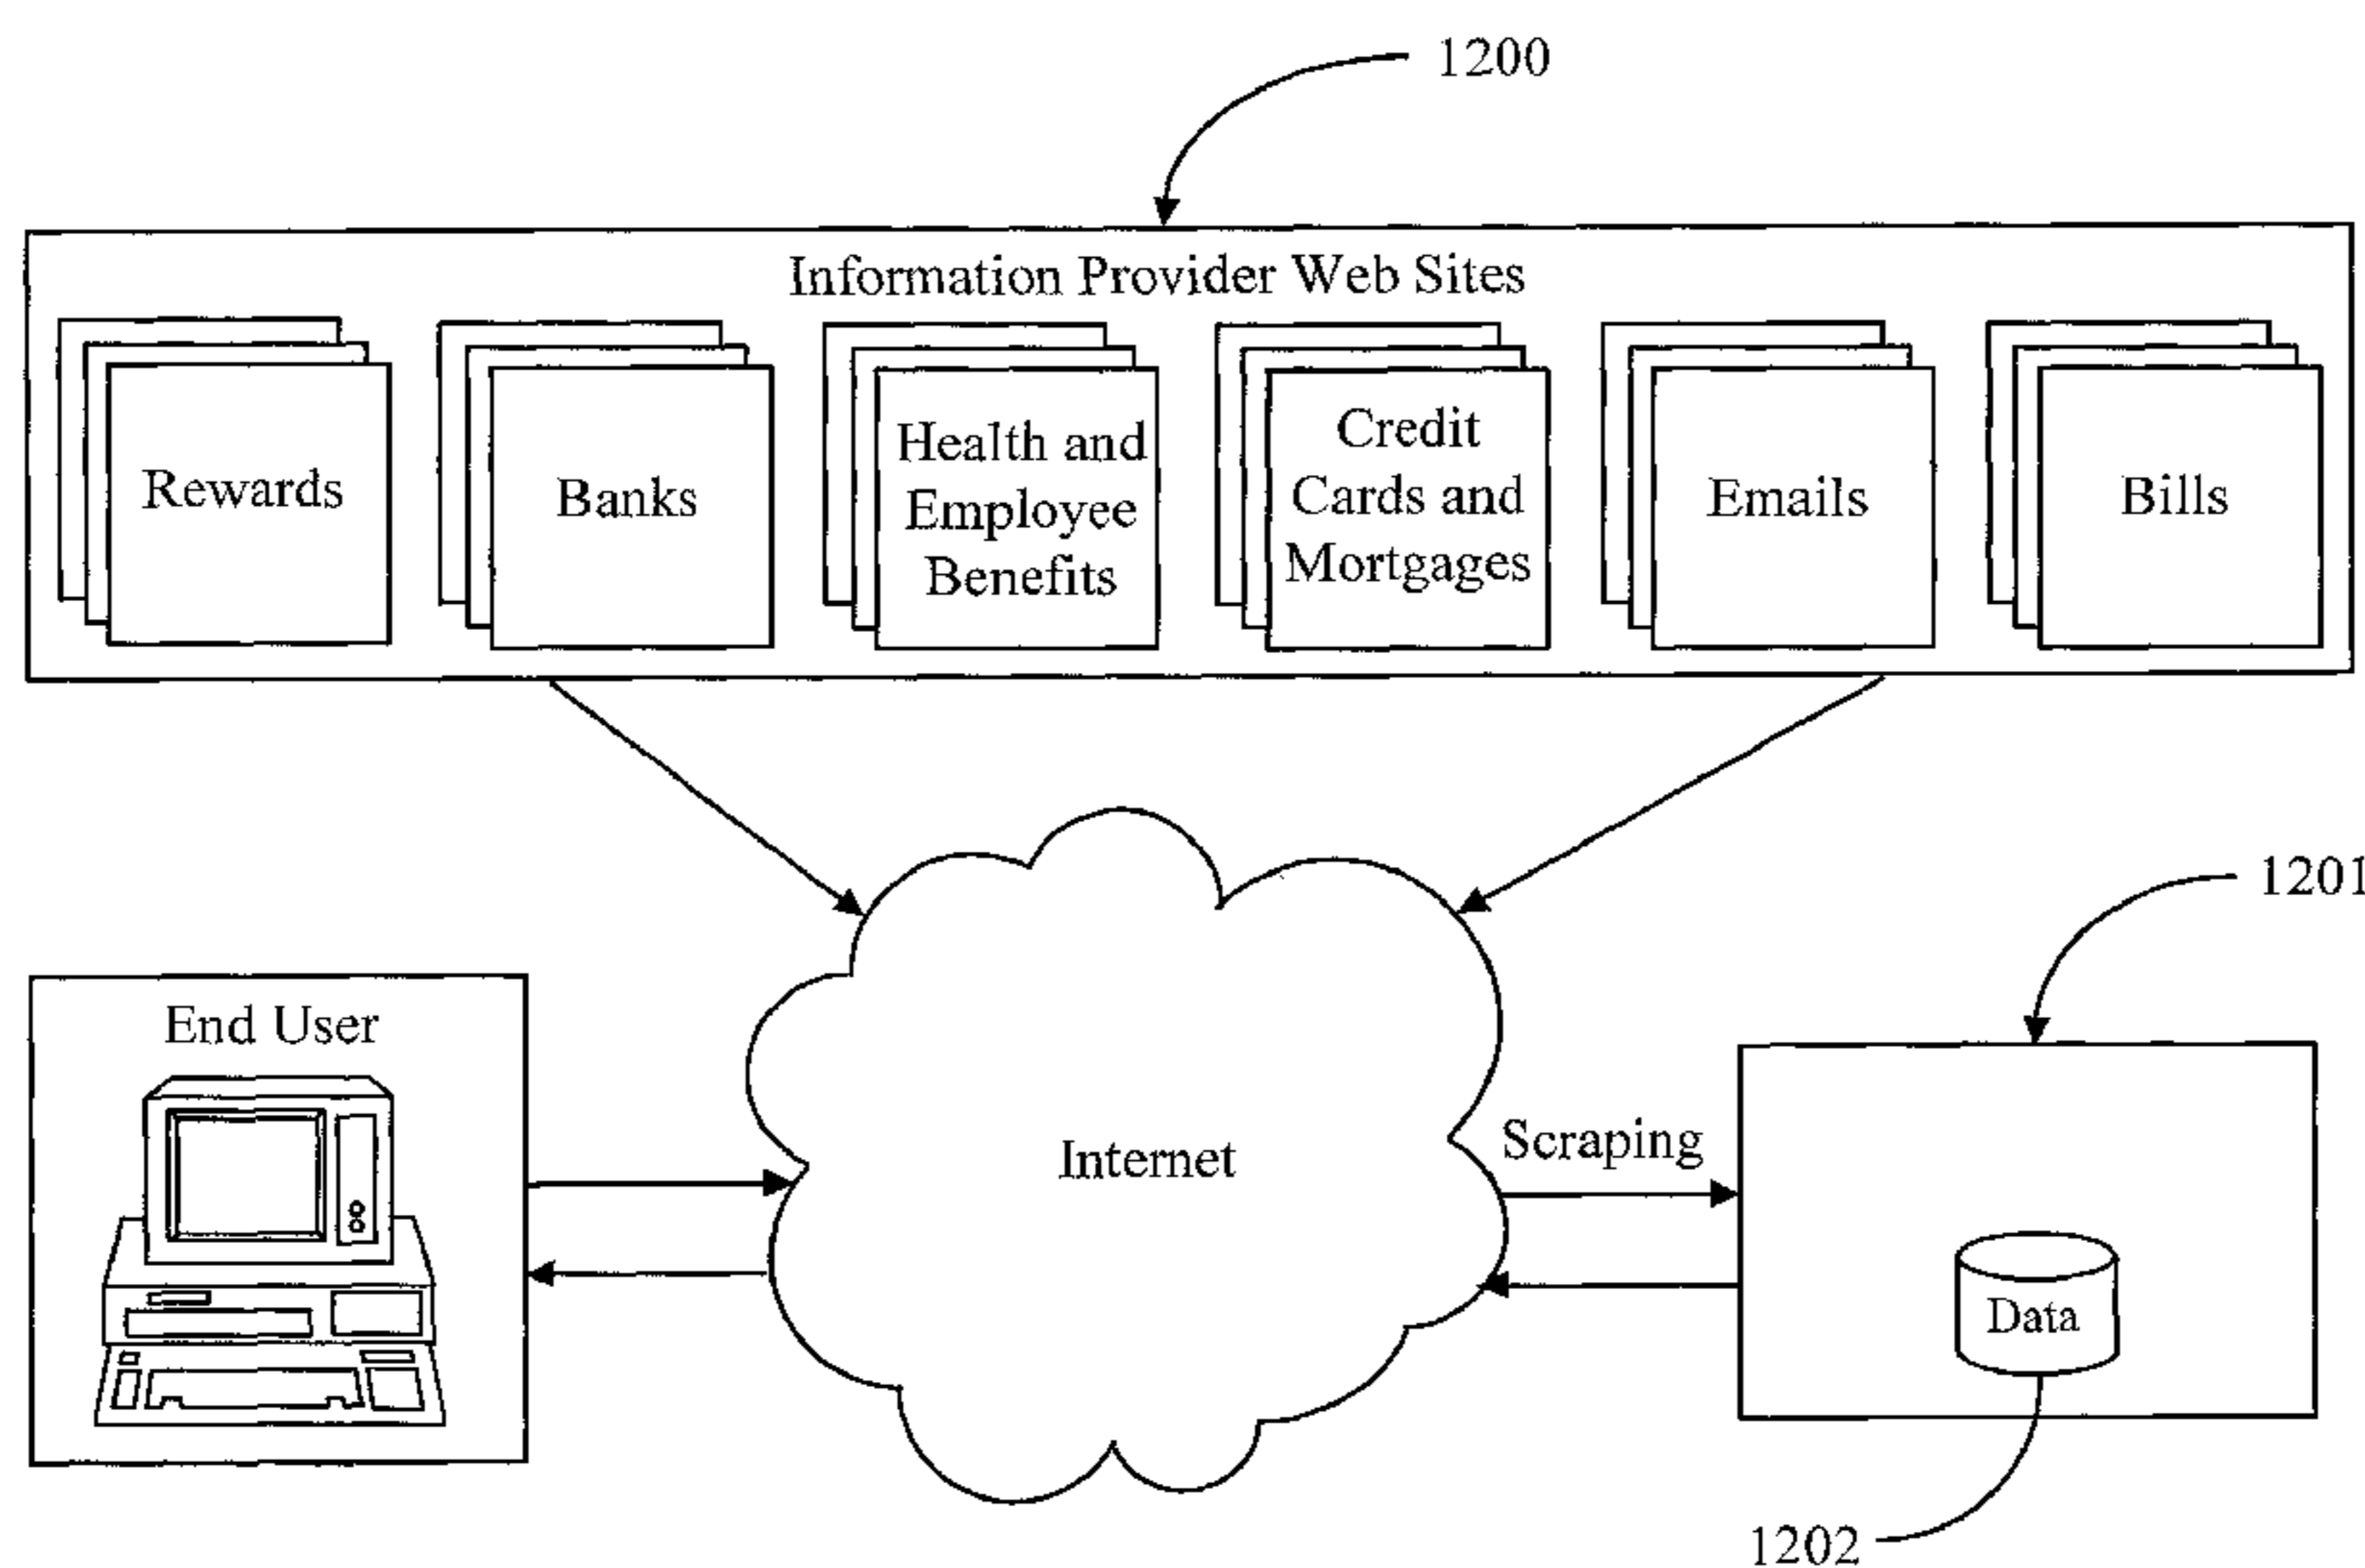 1200
Information Provider Web Sites
Rewards
Banks
Health and
Employee
Benefits
Credit
Cards and
Mortgages
Emails
Bills
1201
End User
Internet
Scraping
Data
1202